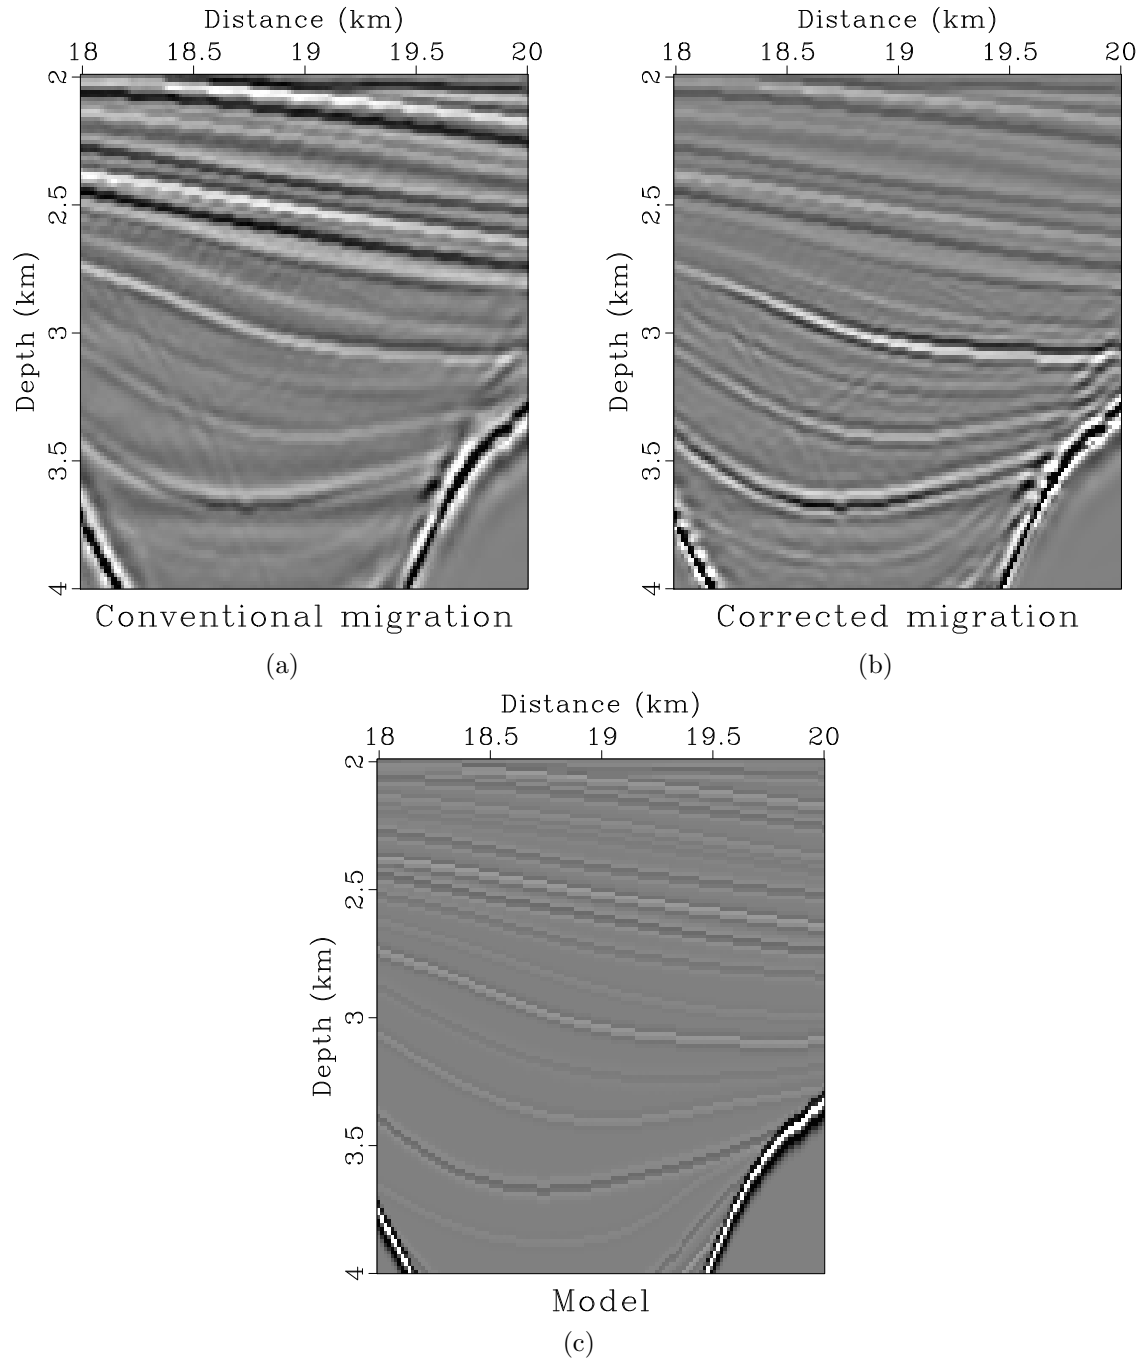 Distance (km)
18 18.5 19 19.5 20
2
2.5
3
3.5
4
Depth (km)
Conventional migration
(a)
Distance (km)
18 18.5 19 19.5 20
2
2.5
3
3.5
4
Depth (km)
Corrected migration
(b)
Distance (km)
18 18.5 19 19.5 20
2
2.5
3
3.5
4
Depth (km)
Model
(c)